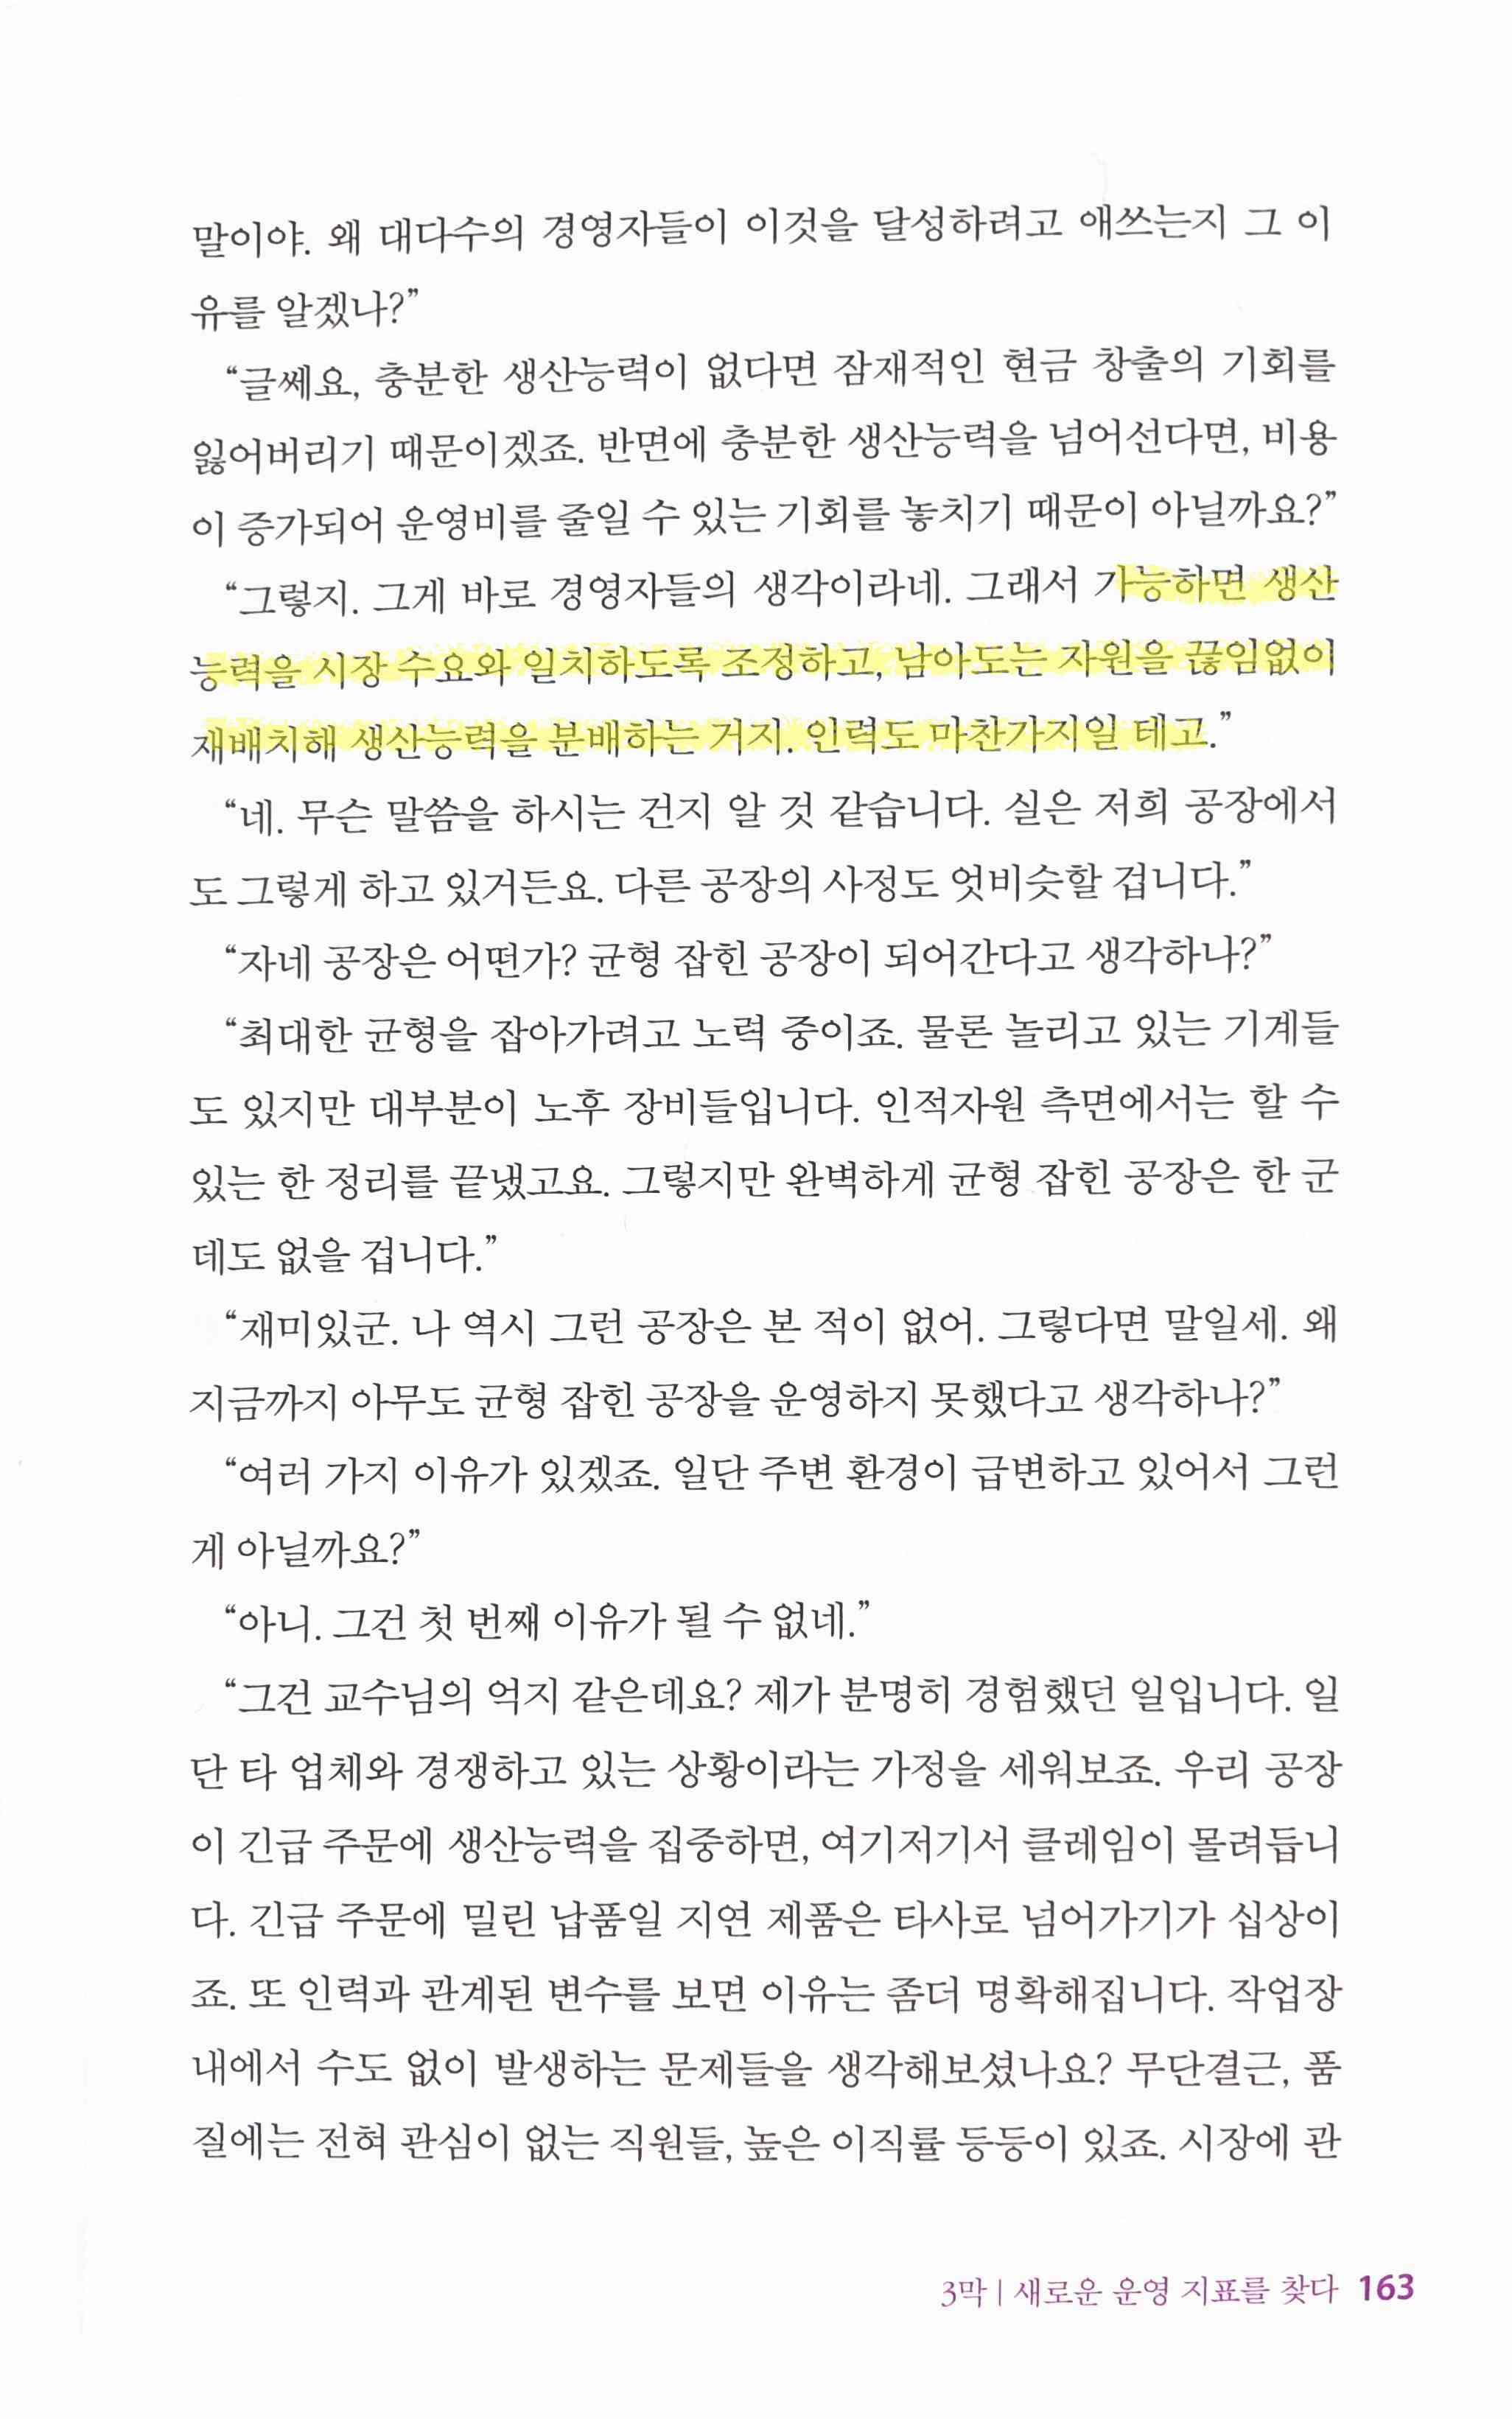 말이야. 왜 대다수의 경영자들이 이것을 달성하려고 애쓰는지 그 이
유를 알겠나?”
“글쎄요, 충분한 생산능력이 없다면 잠재적인 현금 창출의 기회를
잃어버리기 때문이겠죠. 반면에 충분한 생산능력을 넘어선다면, 비용
이 증가되어 운영비를 줄일 수 있는 기회를 놓치기 때문이 아닐까요?”
“그렇지. 그게 바로 경영자들의 생각이라네. 그래서 가능하면 생산
능력을 시장 수요와 일치하도록 조정하고, 남아도는 자원을 끊임없이
재배치해 생산능력을 분배하는 거지. 인력도 마찬가지일 테고.”
“네. 무슨 말씀을 하시는 건지 알 것 같습니다. 실은 저희 공장에서
도 그렇게 하고 있거든요. 다른 공장의 사정도 엇비슷할 겁니다.”
“자네 공장은 어떤가? 균형 잡힌 공장이 되어간다고 생각하나?”
“최대한 균형을 잡아가려고 노력 중이죠. 물론 놀리고 있는 기계들
도 있지만 대부분이 노후 장비들입니다. 인적자원 측면에서는 할 수
있는 한 정리를 끝냈고요. 그렇지만 완벽하게 균형 잡힌 공장은 한 군
데도 없을 겁니다.”
“재미있군. 나 역시 그런 공장은 본 적이 없어. 그렇다면 말일세. 왜
지금까지 아무도 균형 잡힌 공장을 운영하지 못했다고 생각하나?”
“여러 가지 이유가 있겠죠. 일단 주변 환경이 급변하고 있어서 그런
게 아닐까요?”
“아니. 그건 첫 번째 이유가 될 수 없네.”
“그건 교수님의 억지 같은데요? 제가 분명히 경험했던 일입니다. 일
단 타 업체와 경쟁하고 있는 상황이라는 가정을 세워보죠. 우리 공장
이 긴급 주문에 생산능력을 집중하면, 여기저기서 클레임이 몰려듭니
다. 긴급 주문에 밀린 납품일 지연 제품은 타사로 넘어가기가 십상이
죠. 또 인력과 관계된 변수를 보면 이유는 좀더 명확해집니다. 작업장
내에서 수도 없이 발생하는 문제들을 생각해보셨나요? 무단결근, 품
질에는 전혀 관심이 없는 직원들, 높은 이직률 등등이 있죠. 시장에 관
3막 | 새로운 운영 지표를 찾다 163